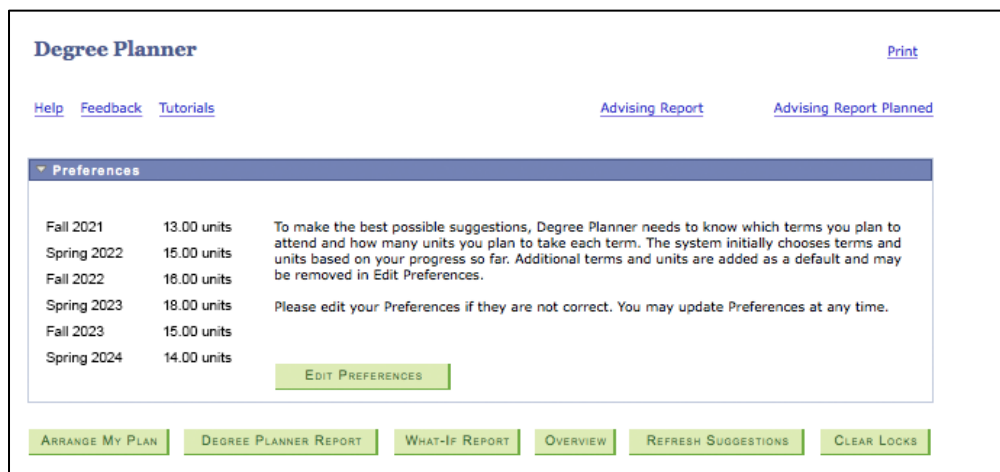 Degree Planner
Print
Help Feedback Tutorials
Advising Report Advising Report Planned
Preferences
Fall 2021 13.00 units
Spring 2022 15.00 units
Fall 2022 16.00 units
Spring 2023 18.00 units
Fall 2023 15.00 units
Spring 2024 14.00 units
To make the best possible suggestions, Degree Planner needs to know which terms you plan to
attend and how many units you plan to take each term. The system initially chooses terms and
units based on your progress so far. Additional terms and units are added as a default and may
be removed in Edit Preferences.
Please edit your Preferences if they are not correct. You may update Preferences at any time.
EDIT PREFERENCES
ARRANGE MY PLAN DEGREE PLANNER REPORT WHAT-IF REPORT OVERVIEW REFRESH SUGGESTIONS CLEAR LOCKS